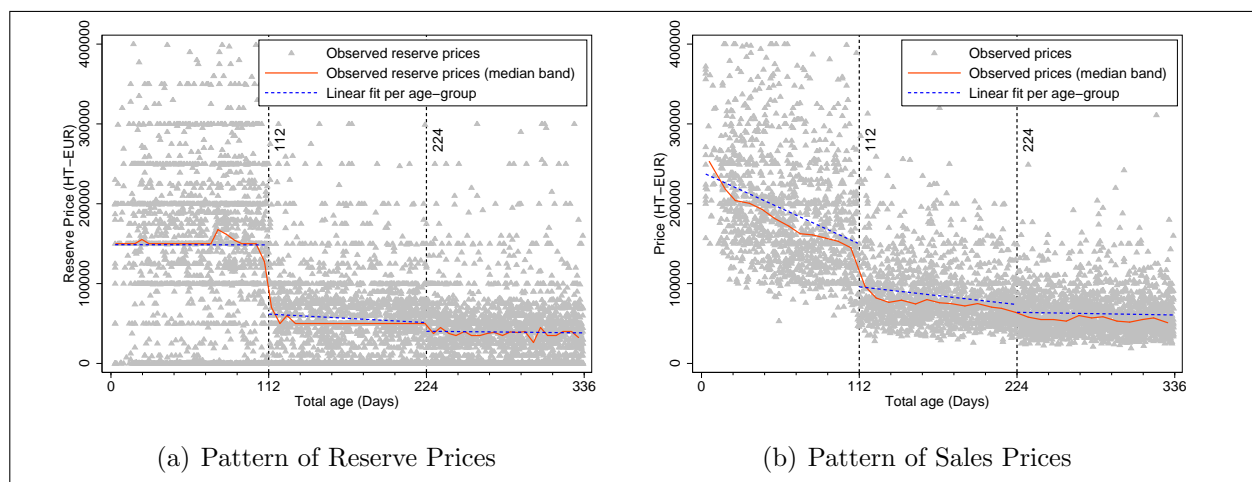 400000
300000
200000
100000
0
Reserve Price (HT−EUR)
Observed reserve prices
Observed reserve prices (median band)
Linear fit per age−group
112
224
0
112
224
336
Total age (Days)
(a) Pattern of Reserve Prices
400000
300000
200000
100000
0
Price (HT−EUR)
Observed prices
Observed prices (median band)
Linear fit per age−group
112
224
0
112
224
336
Total age (Days)
(b) Pattern of Sales Prices